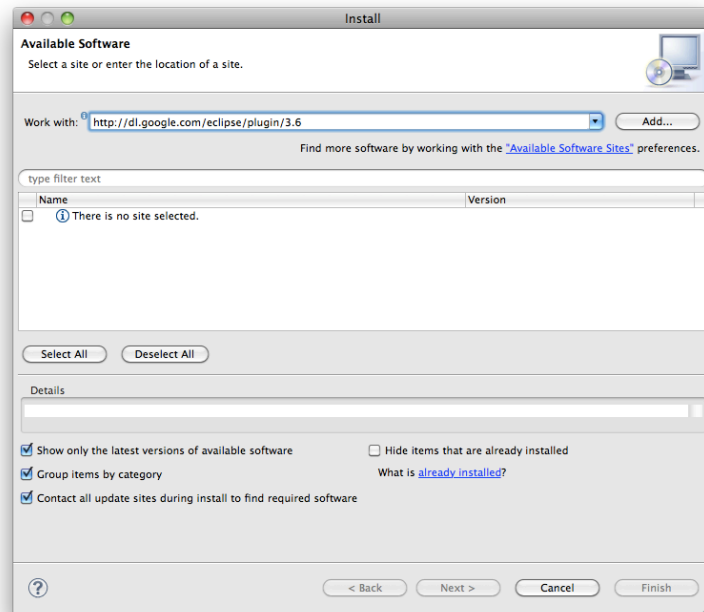 Install
Available Software
Select a site or enter the location of a site.
Work with: http://dl.google.com/eclipse/plugin/3.6 Add...
Find more software by working with the "Available Software Sites" preferences.
type filter text
Name Version
There is no site selected.
Select All Deselect All
Details
Show only the latest versions of available software Hide items that are already installed
Group items by category What is already installed?
Contact all update sites during install to find required software
? < Back Next > Cancel Finish